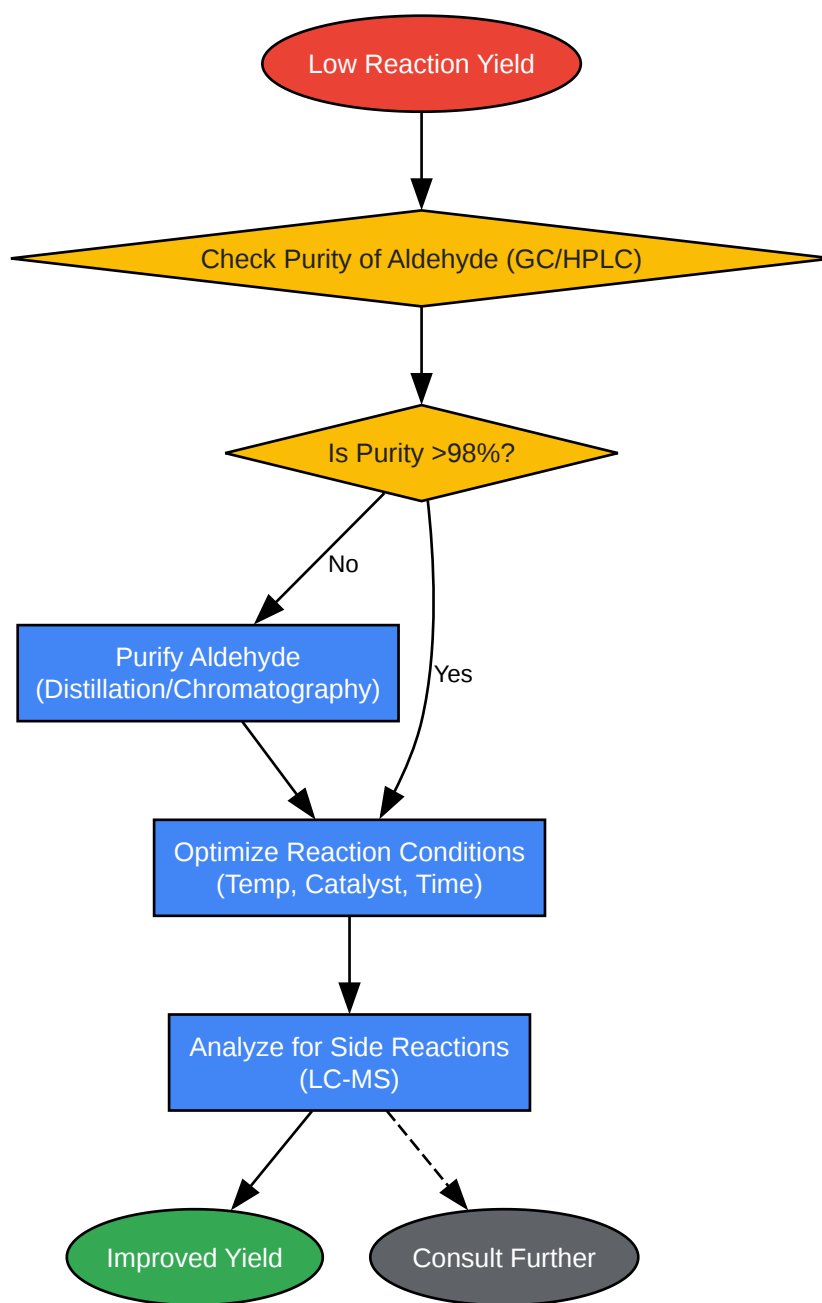 Low Reaction Yield
Check Purity of Aldehyde (GC/HPLC)
Is Purity >98%?
No
Purify Aldehyde
(Distillation/Chromatography)
Yes
Optimize Reaction Conditions
(Temp, Catalyst, Time)
Analyze for Side Reactions
(LC-MS)
Improved Yield
Consult Further